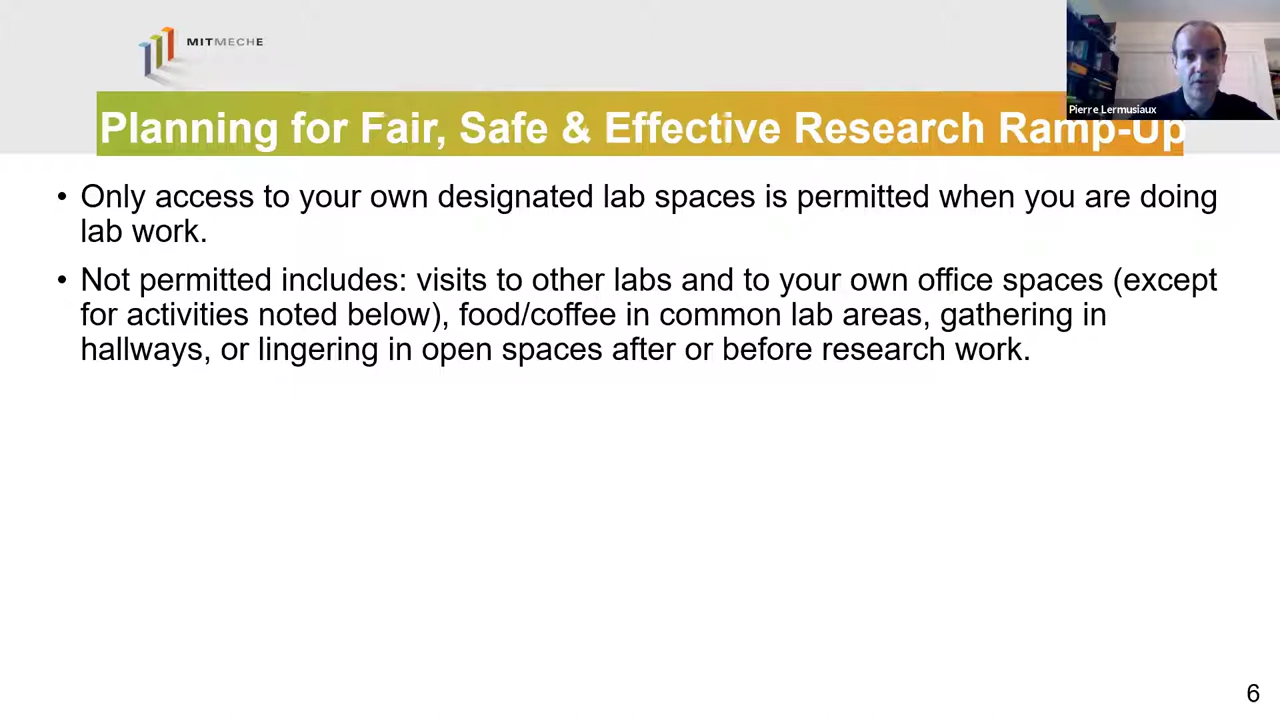 MITMECHE
Pierre Lermusiaux
Planning for Fair, Safe & Effective Research Ramp-Up
• Only access to your own designated lab spaces is permitted when you are doing
lab work.
• Not permitted includes: visits to other labs and to your own office spaces (except
for activities noted below), food/coffee in common lab areas, gathering in
hallways, or lingering in open spaces after or before research work.
6